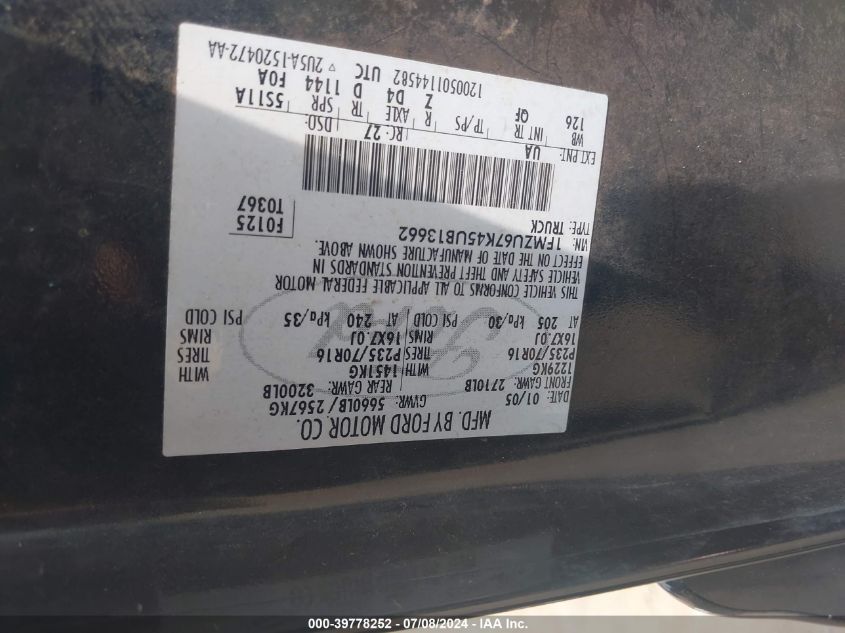 MFD. BY FORD MOTOR CO.
DATE: 01/05 GVWR: 5660LB/ 2567KG
FRONT GAWR: 2710LB REAR GAWR: 3200LB
1229KG 1451KG WITH
P235/70R16 TIRES P235/70R16 TIRES
16X7.0J RIMS 16X7.0J RIMS
AT 205 kPa/30 PSI COLD AT 240 kPa/35 PSI COLD
Ford
THIS VEHICLE CONFORMS TO ALL APPLICABLE FEDERAL MOTOR
VEHICLE SAFETY AND THEFT PREVENTION STANDARDS IN
EFFECT ON THE DATE OF MANUFACTURE SHOWN ABOVE.
VIN: 1FMZU67K45UB13662 F0125
TYPE: TRUCK T0367
EXT PNT: UA RC: 27 DSO:
WB INT TR TP/PS R AXLE TR SPR 5S11A
126 QF Z D4 D 1144 F0A
1200501144582 UTC ▽ 2U5A-1520472-AA
000-39778252 - 07/08/2024 - IAA Inc.